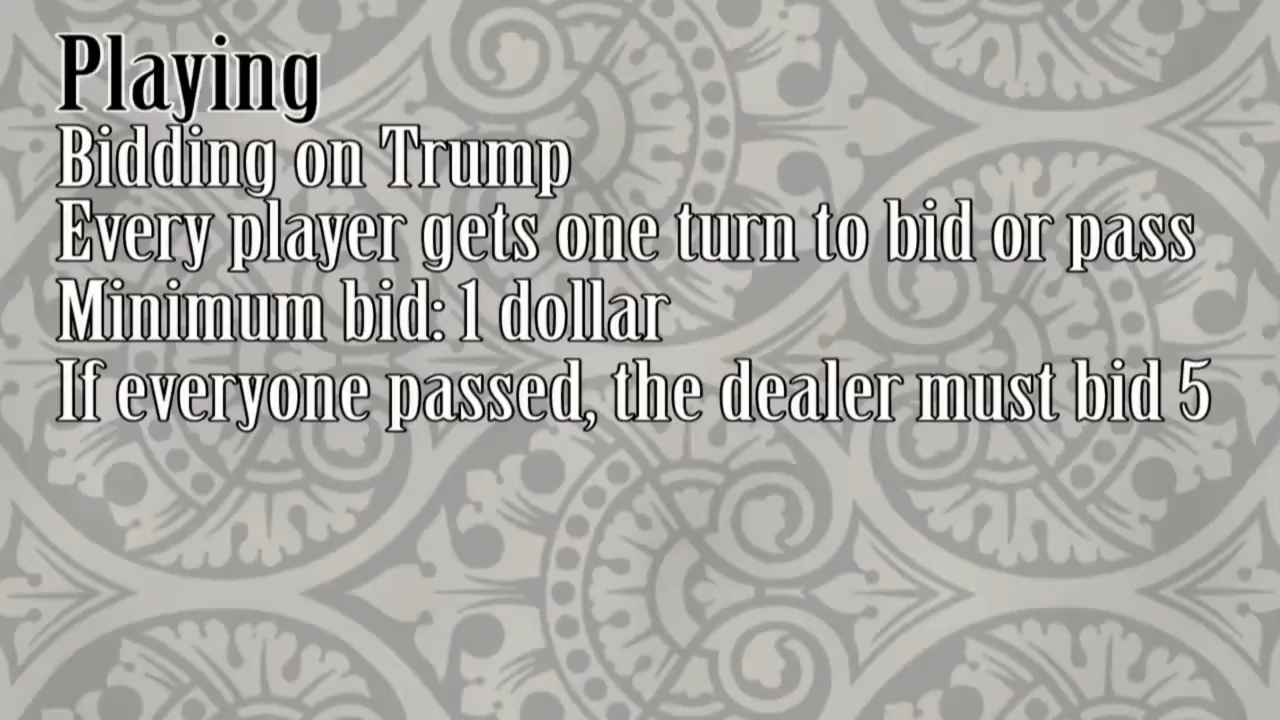 Playing
Bidding on Trump
Every player gets one turn to bid or pass
Minimum bid: 1 dollar
If everyone passed, the dealer must bid 5